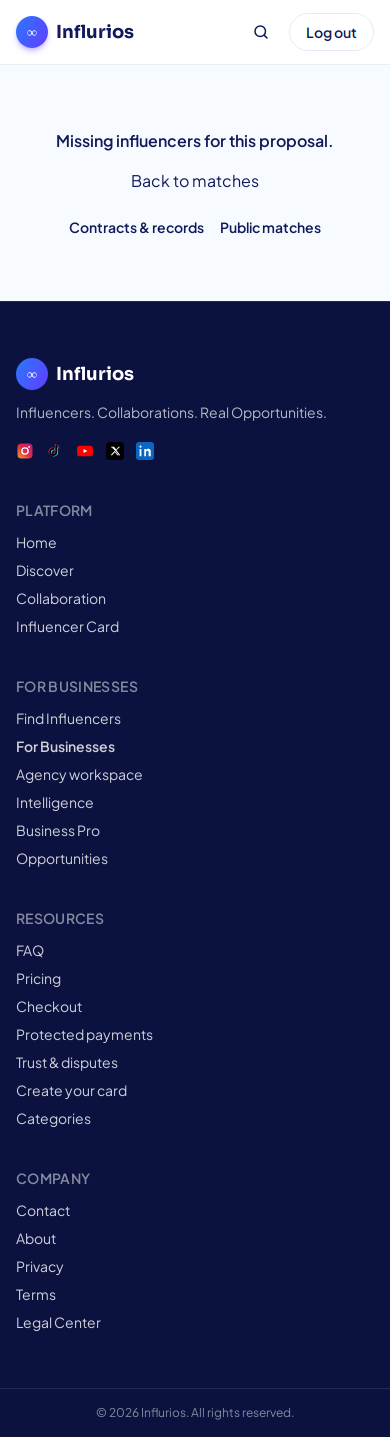 ∞ Influrios
Log out
Missing influencers for this proposal.
Back to matches
Contracts & records Public matches
∞ Influrios
Influencers. Collaborations. Real Opportunities.
PLATFORM
Home
Discover
Collaboration
Influencer Card
FOR BUSINESSES
Find Influencers
For Businesses
Agency workspace
Intelligence
Business Pro
Opportunities
RESOURCES
FAQ
Pricing
Checkout
Protected payments
Trust & disputes
Create your card
Categories
COMPANY
Contact
About
Privacy
Terms
Legal Center
© 2026 Influrios. All rights reserved.